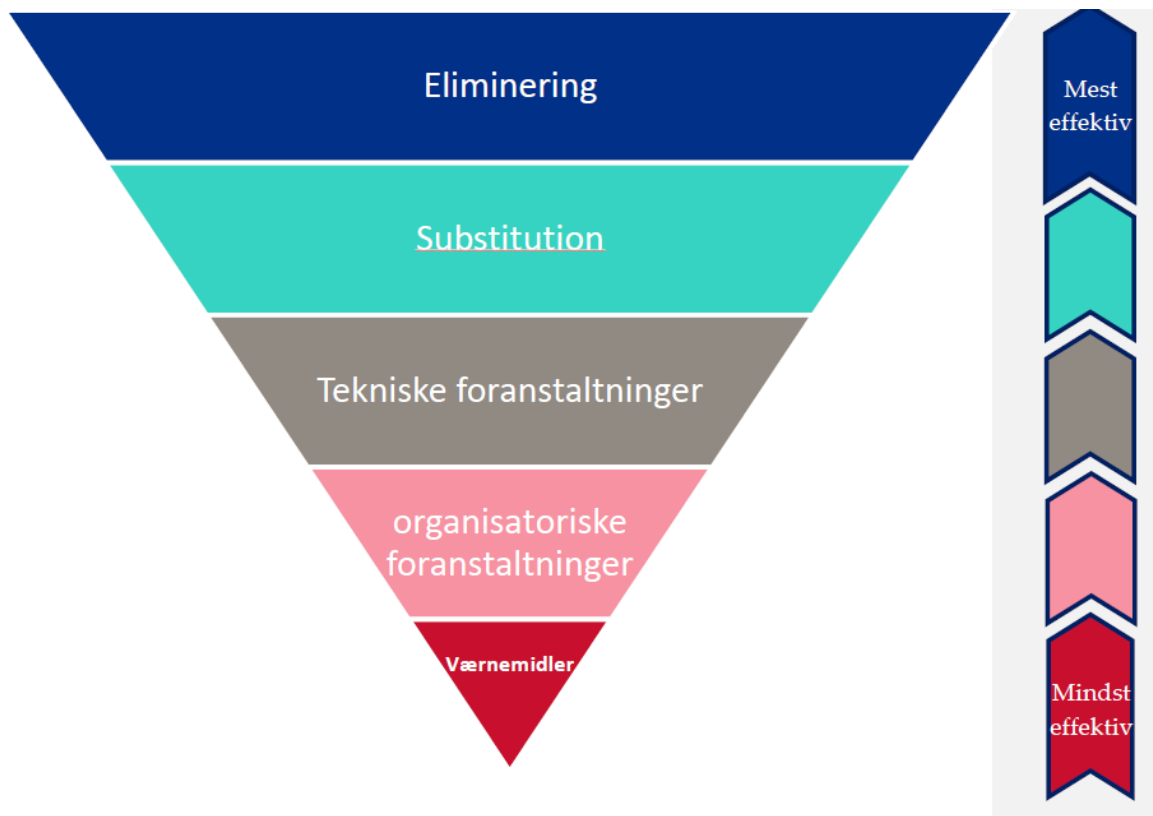 Eliminering
Substitution
Tekniske foranstaltninger
organisatoriske
foranstaltninger
Værnemidler
Mest
effektiv
Mindst
effektiv